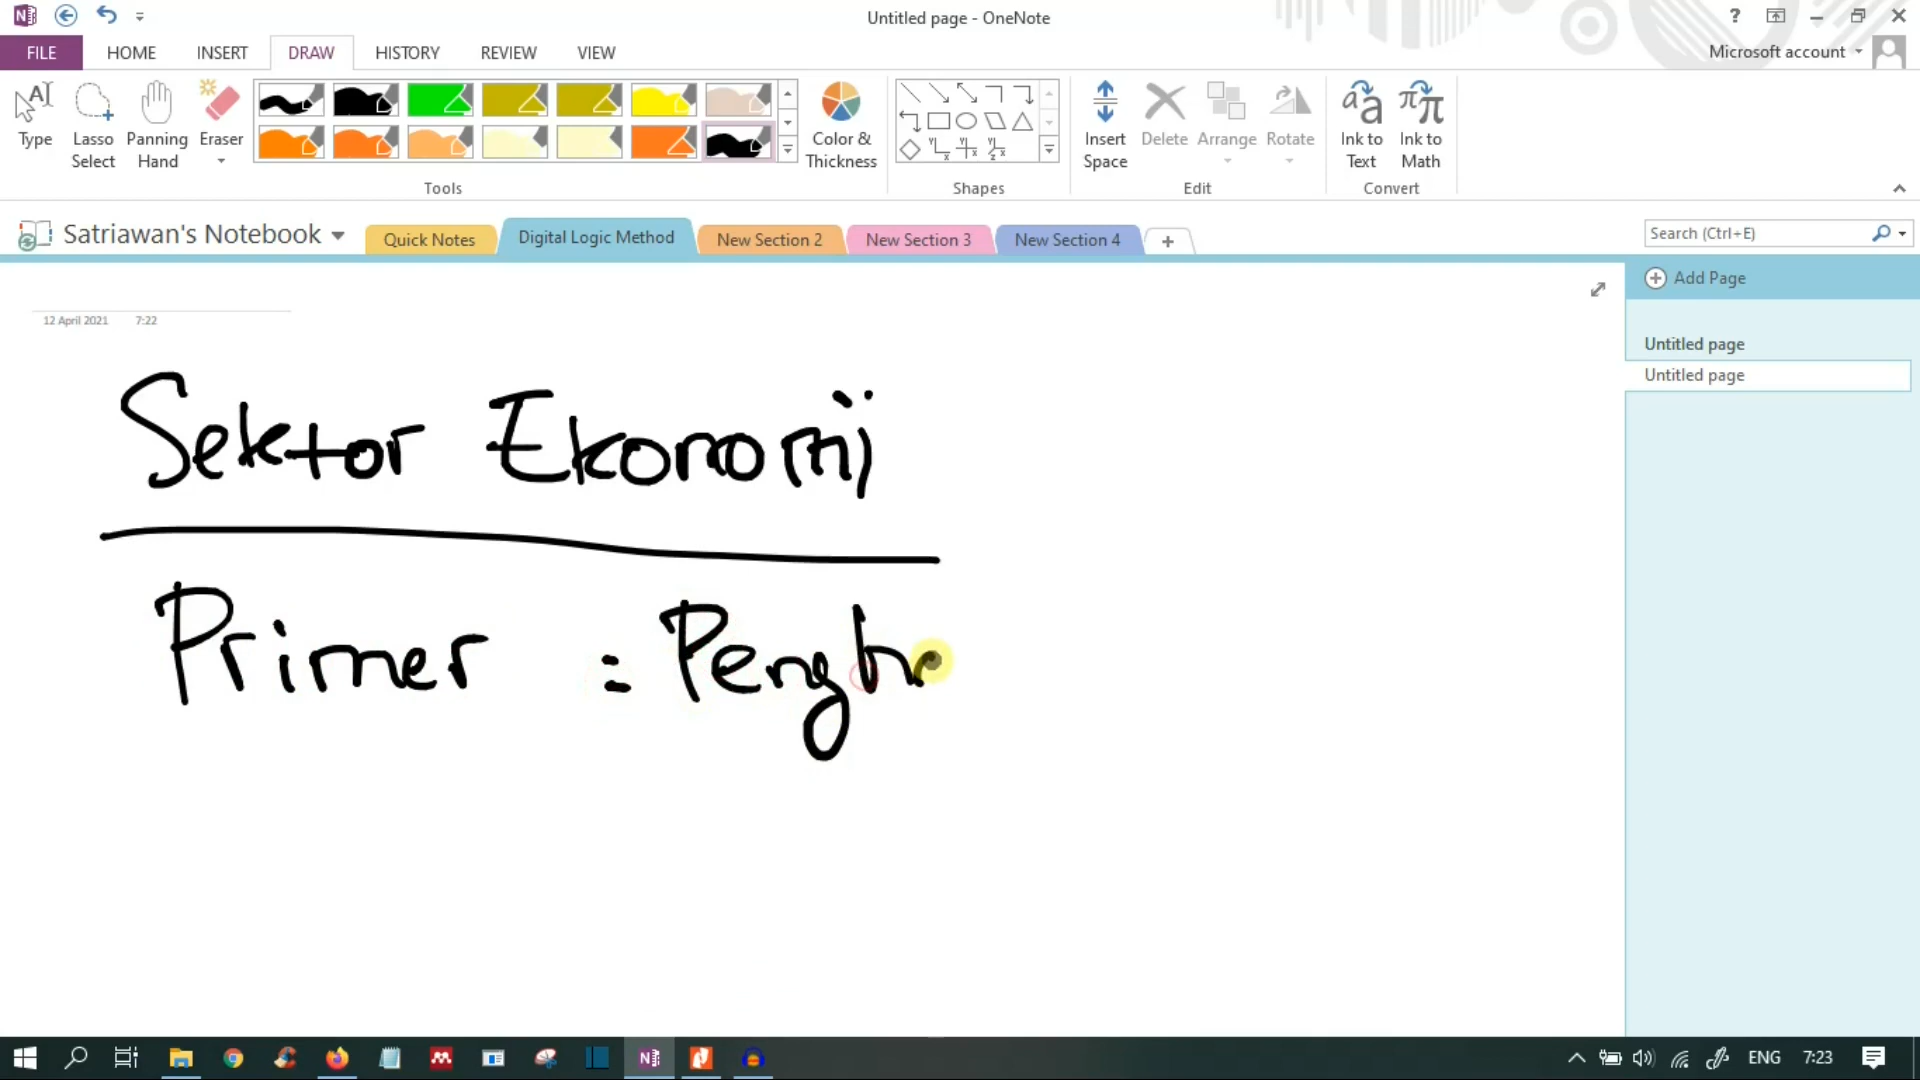 Untitled page - OneNote
?
FILE HOME INSERT DRAW HISTORY REVIEW VIEW
Microsoft account
Type
Lasso Select
Panning Hand
Eraser
Color & Thickness
Insert Space
Delete
Arrange
Rotate
Ink to Text
Ink to Math
Tools
Shapes
Edit
Convert
Satriawan's Notebook
Quick Notes
Digital Logic Method
New Section 2
New Section 3
New Section 4
+
Search (Ctrl+E)
Add Page
Untitled page
Untitled page
12 April 2021 7:22
Sektor Ekonomi
Primer = Pengha
ENG 7:23